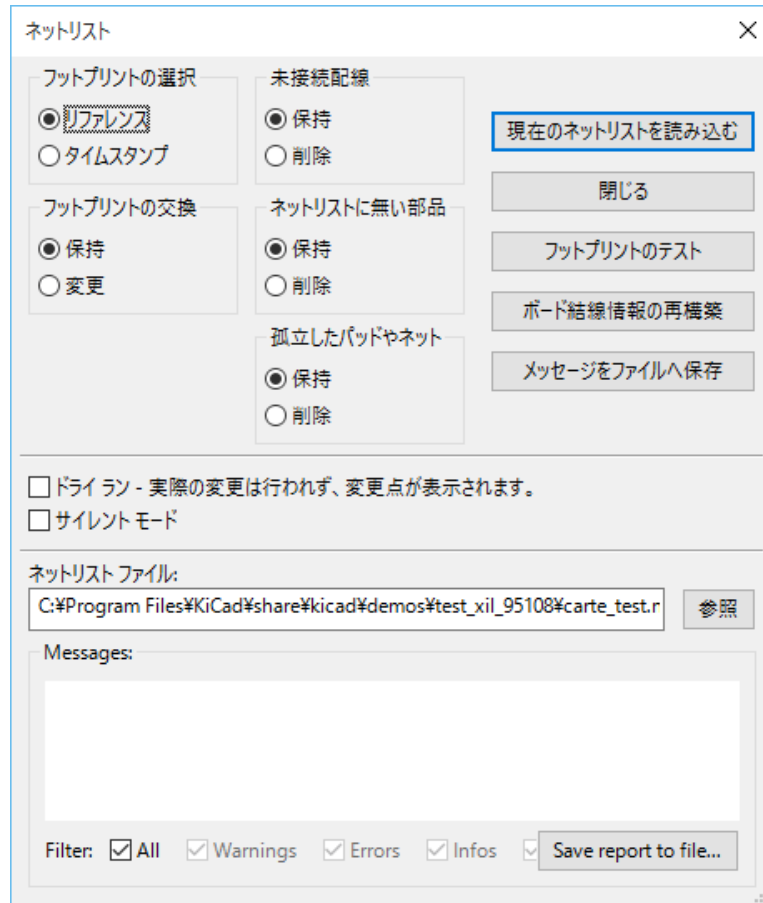 ネットリスト
フットプリントの選択
リファレンス
タイムスタンプ
未接続配線
保持
削除
現在のネットリストを読み込む
閉じる
フットプリントの交換
保持
変更
ネットリストに無い部品
保持
削除
フットプリントのテスト
ボード結線情報の再構築
孤立したパッドやネット
保持
削除
メッセージをファイルへ保存
ドライ ラン - 実際の変更は行われず、変更点が表示されます。
サイレント モード
ネットリスト ファイル:
C:¥Program Files¥KiCad¥share¥kicad¥demos¥test_xil_95108¥carte_test.r
参照
Messages:
Filter: All Warnings Errors Infos Save report to file...